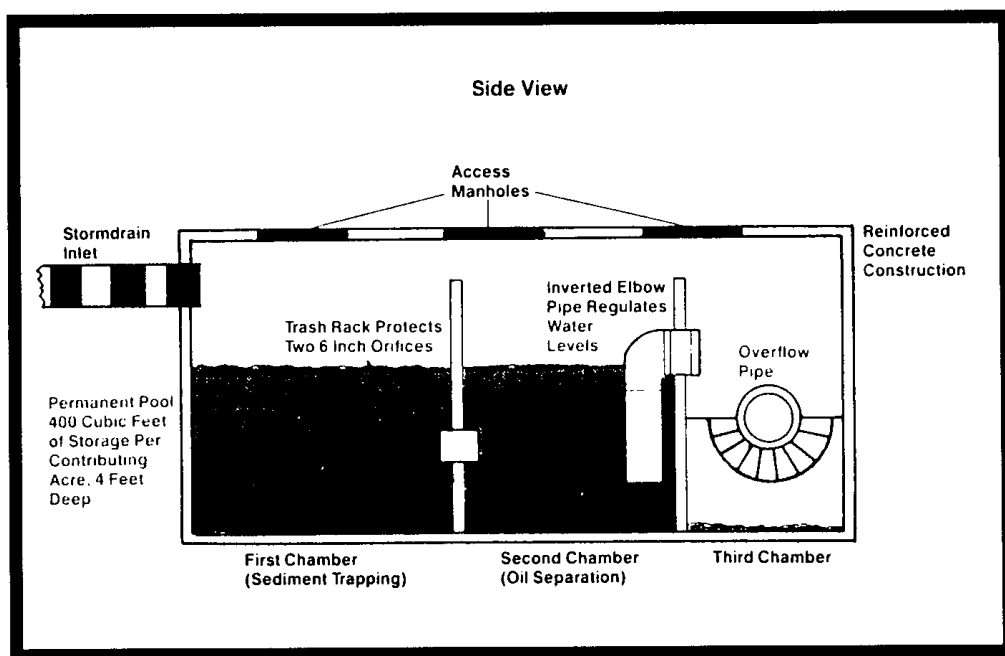 Side View
Access
Manholes
Stormdrain
Inlet
Reinforced
Concrete
Construction
Inverted Elbow
Pipe Regulates
Water
Levels
Trash Rack Protects
Two 6 Inch Orifices
Overflow
Pipe
Permanent Pool
400 Cubic Feet
of Storage Per
Contributing
Acre, 4 Feet
Deep
First Chamber
(Sediment Trapping)
Second Chamber
(Oil Separation)
Third Chamber